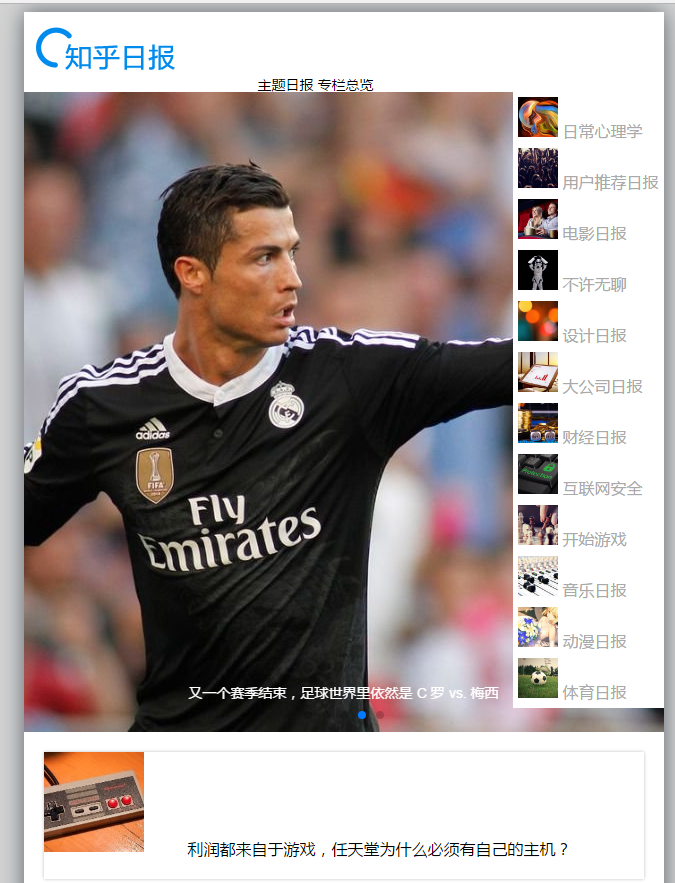 知乎日报
主题日报 专栏总览
日常心理学
用户推荐日报
电影日报
不许无聊
设计日报
大公司日报
财经日报
互联网安全
开始游戏
音乐日报
动漫日报
体育日报
adidas
FIFA
Fly
Emirates
又一个赛季结束，足球世界里依然是 C 罗 vs. 梅西
利润都来自于游戏，任天堂为什么必须有自己的主机？